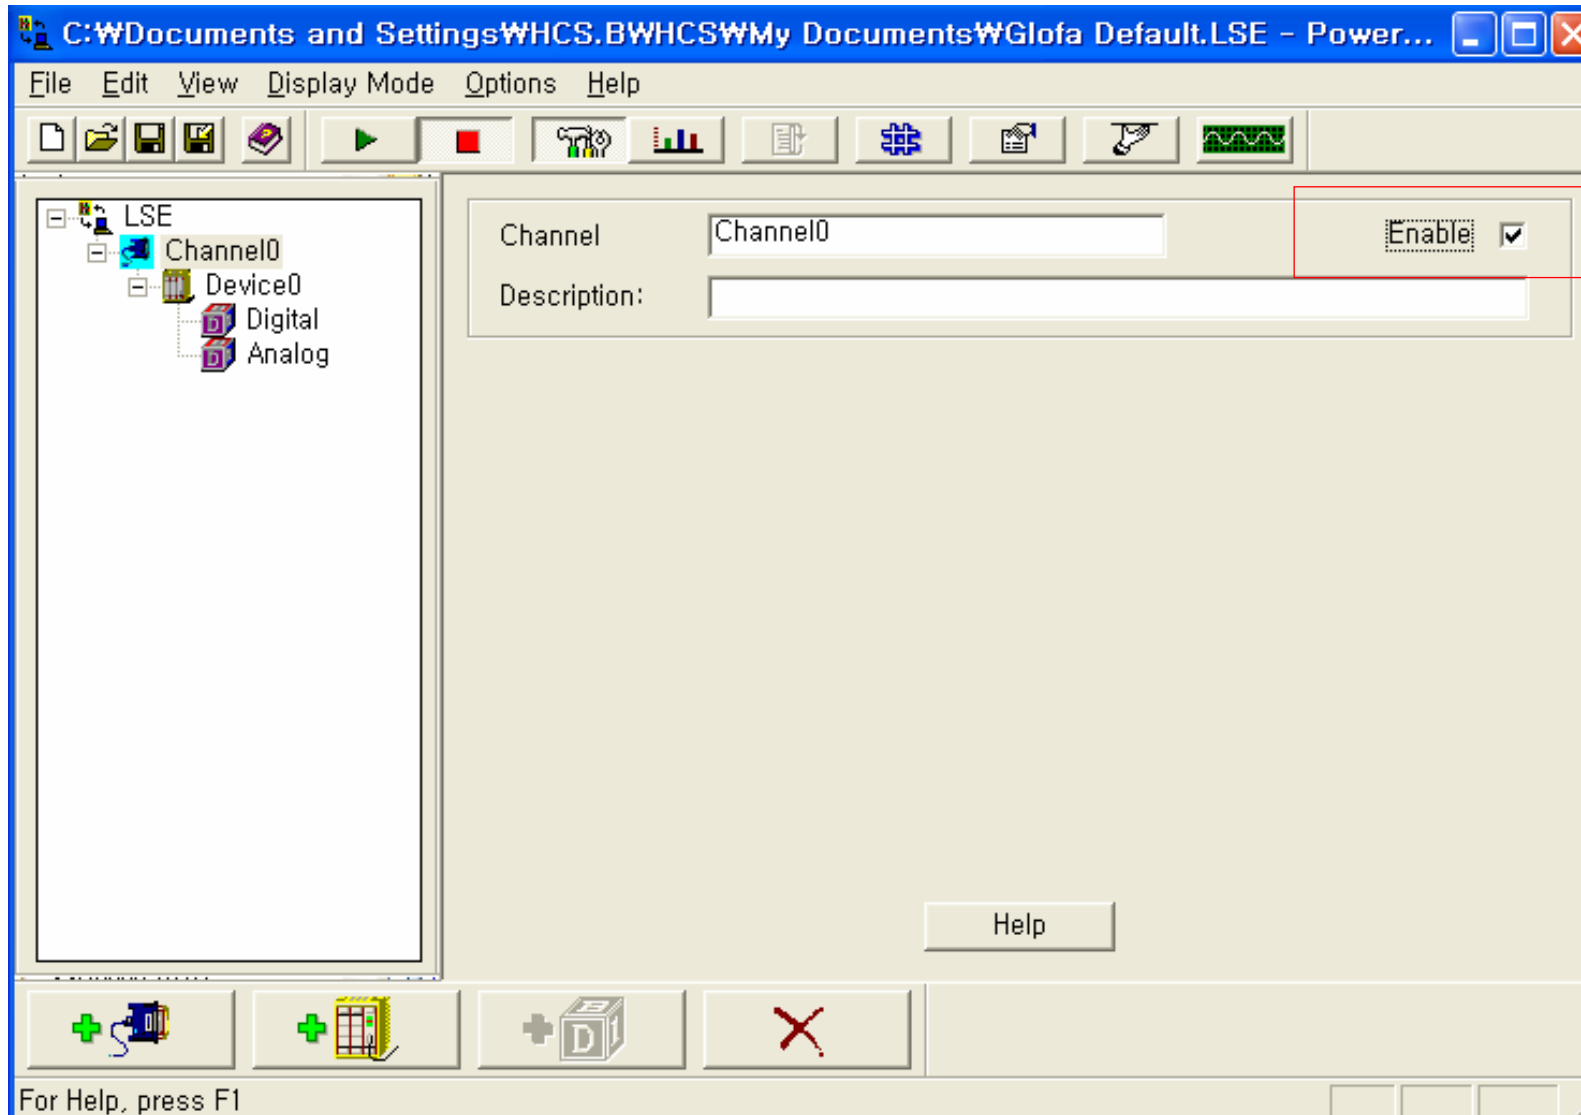 C:₩Documents and Settings₩HCS.B₩HCS₩My Documents₩Glofa Default.LSE - Power...
File Edit View Display Mode Options Help
LSE
Channel0
Device0
Digital
Analog
Channel Channel0 Enable
Description:
Help
For Help, press F1